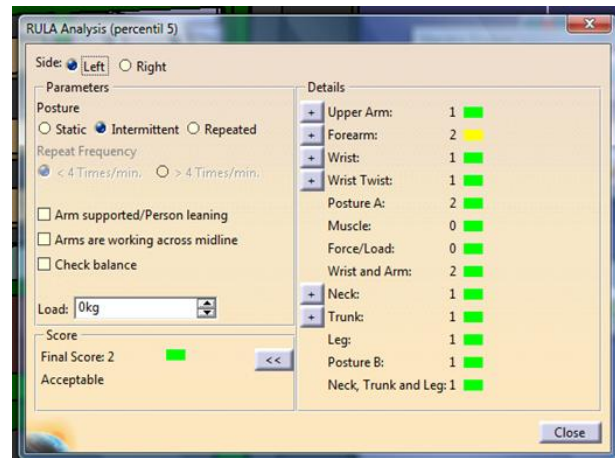 RULA Analysis (percentil 5)
Side: Left Right
Parameters
Posture
Static Intermittent Repeated
Repeat Frequency
< 4 Times/min. > 4 Times/min.
Arm supported/Person leaning
Arms are working across midline
Check balance
Load: 0kg
Score
Final Score: 2 <<
Acceptable
Details
+ Upper Arm: 1
+ Forearm: 2
+ Wrist: 1
+ Wrist Twist: 1
Posture A: 2
Muscle: 0
Force/Load: 0
Wrist and Arm: 2
+ Neck: 1
+ Trunk: 1
Leg: 1
Posture B: 1
Neck, Trunk and Leg: 1
Close